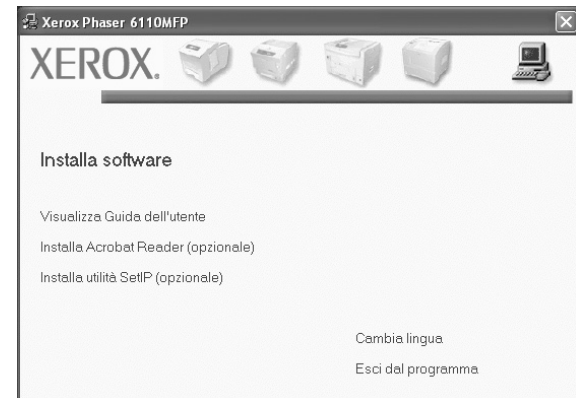 Xerox Phaser 6110MFP
XEROX.
Installa software
Visualizza Guida dell'utente
Installa Acrobat Reader (opzionale)
Installa utilità SetIP (opzionale)
Cambia lingua
Esci dal programma